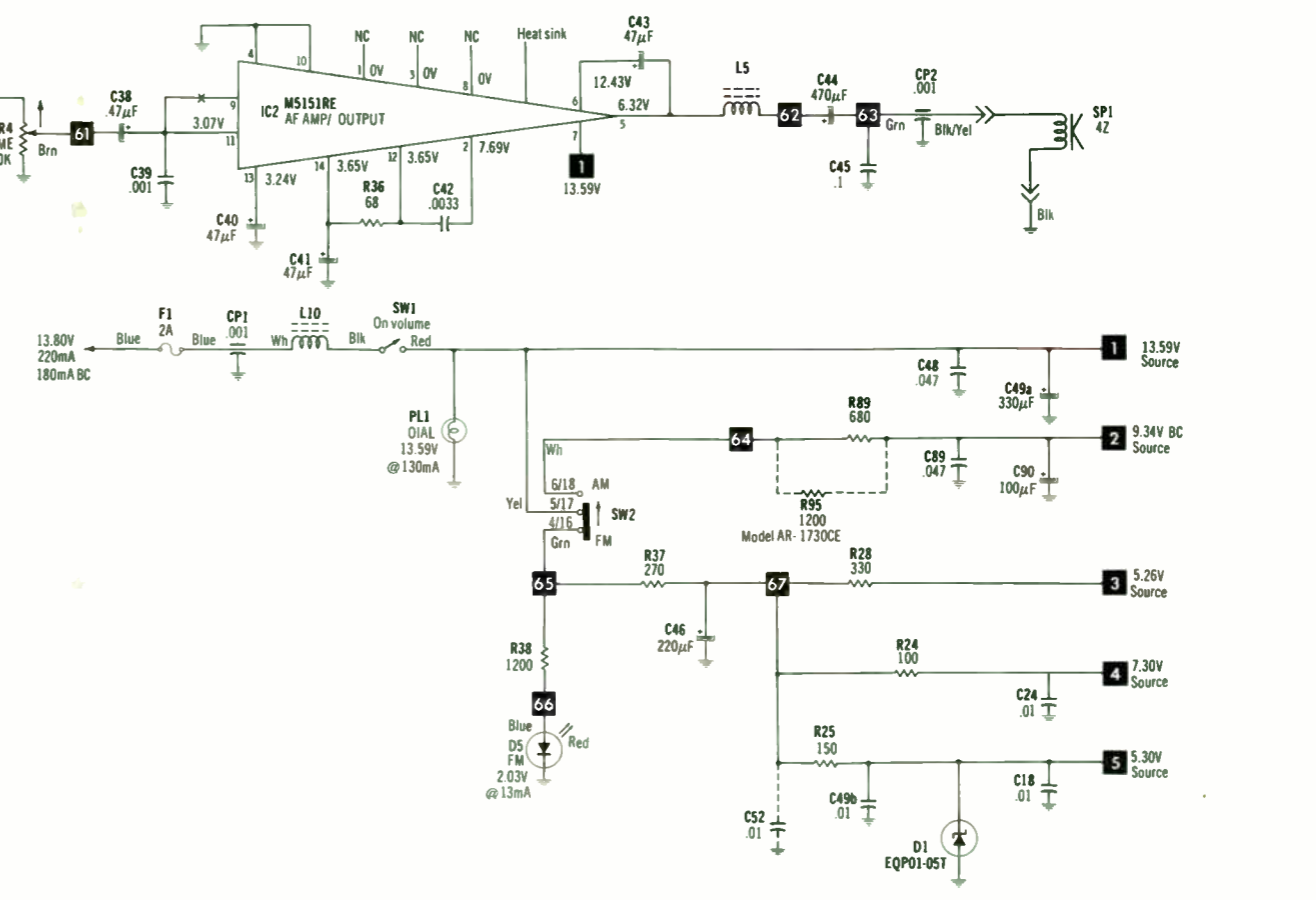 C43
47μF
NC
NC
NC
Heat sink
4
10
1
0V
3
0V
8
0V
12.43V
6
6.32V
5
7
L5
C44
470μF
CP2
.001
62
63
Grn
Blk/Yel
SP1
4Z
C45
.1
Blk
R4
ME
0K
Brn
61
C38
.47μF
9
3.07V
11
IC2
M5151RE
AF AMP/ OUTPUT
C39
.001
13
3.24V
14
3.65V
12
3.65V
2
7.69V
1
13.59V
R36
68
C42
.0033
C40
47μF
C41
47μF
13.80V
220mA
180mA BC
Blue
F1
2A
Blue
CP1
.001
Wh
L10
Blk
SW1
On volume
Red
1
13.59V
Source
C48
.047
C49a
330μF
PL1
DIAL
13.59V
@130mA
Wh
64
R89
680
2
9.34V BC
Source
C89
.047
C90
100μF
R95
1200
Model AR-1730CE
6/18
AM
Yel
5/17
SW2
4/16
Grn
FM
65
R37
270
67
R28
330
3
5.26V
Source
C46
220μF
R38
1200
R24
100
4
7.30V
Source
C24
.01
66
Blue
Red
D5
FM
2.03V
@13mA
R25
150
5
5.30V
Source
C49b
.01
C18
.01
C52
.01
D1
EQP01-05T